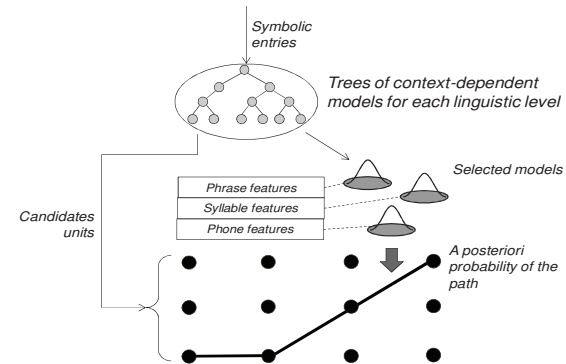 Symbolic
entries
Trees of context-dependent
models for each linguistic level
Selected models
Phrase features
Syllable features
Phone features
Candidates
units
A posteriori
probability of the
path